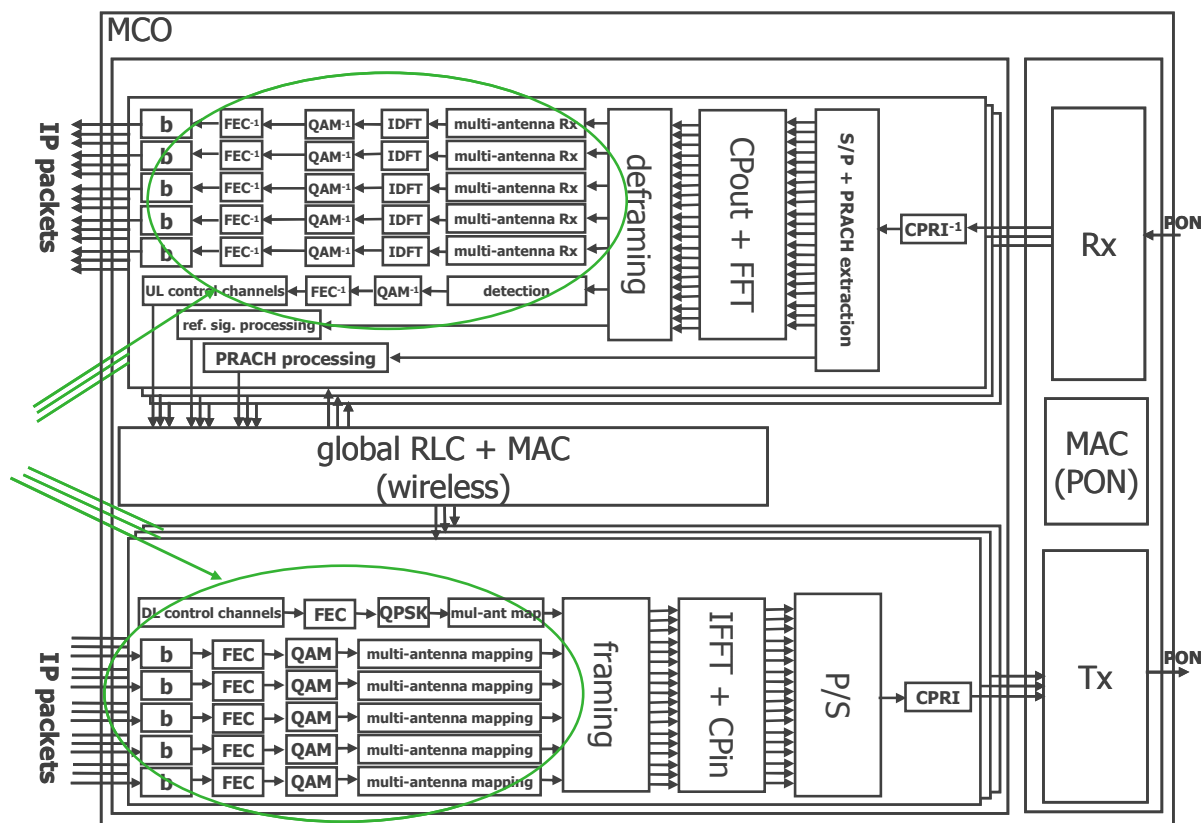 MCO
IP packets
b FEC-1 QAM-1 IDFT multi-antenna Rx
b FEC-1 QAM-1 IDFT multi-antenna Rx
b FEC-1 QAM-1 IDFT multi-antenna Rx
b FEC-1 QAM-1 IDFT multi-antenna Rx
b FEC-1 QAM-1 IDFT multi-antenna Rx
UL control channels FEC-1 QAM-1 detection
ref. sig. processing
PRACH processing
deframing
CPout + FFT
S/P + PRACH extraction
CPRI-1
Rx
PON
global RLC + MAC
(wireless)
MAC
(PON)
DL control channels FEC QPSK mul-ant map
IP packets
b FEC QAM multi-antenna mapping
b FEC QAM multi-antenna mapping
b FEC QAM multi-antenna mapping
b FEC QAM multi-antenna mapping
b FEC QAM multi-antenna mapping
framing
IFFT + CPin
P/S
CPRI
Tx
PON